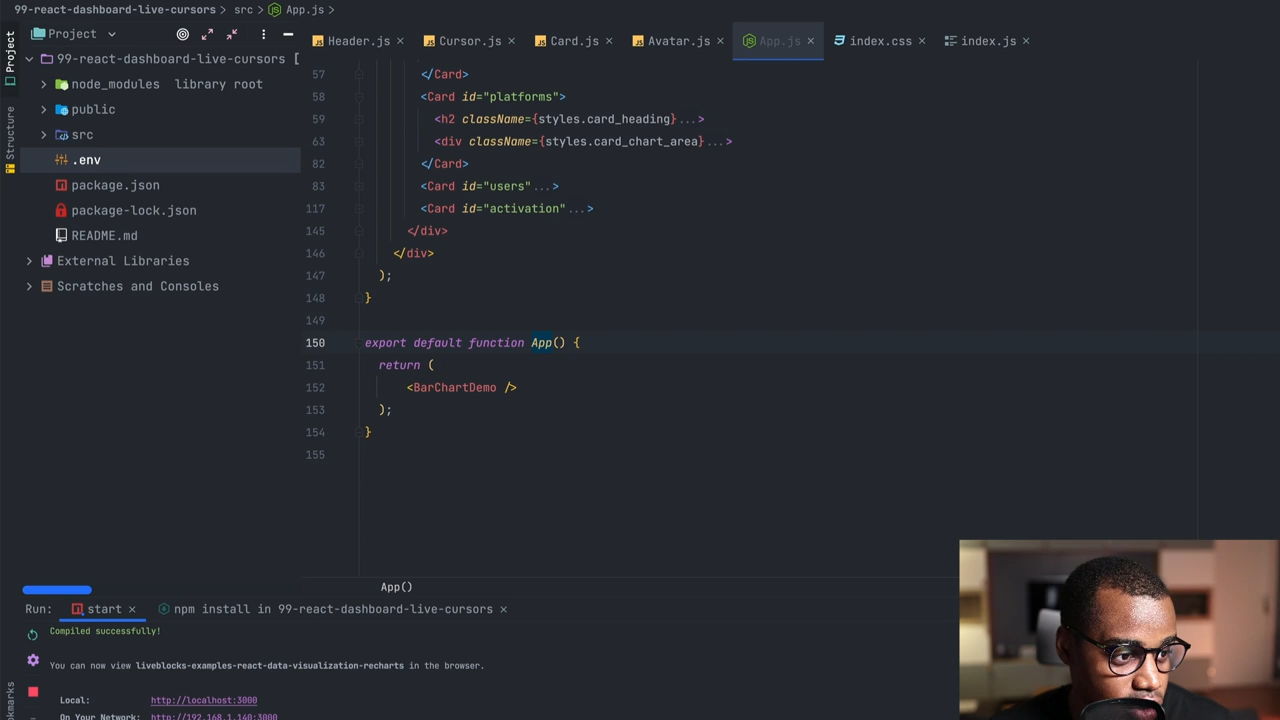 99-react-dashboard-live-cursors > src > App.js >
Project
Header.js × Cursor.js × Card.js × Avatar.js × App.js × index.css × index.js ×
Project
Structure
99-react-dashboard-live-cursors [
node_modules library root
public
src
.env
package.json
package-lock.json
README.md
External Libraries
Scratches and Consoles
57 </Card>
58 <Card id="platforms">
59 <h2 className={styles.card_heading}...>
63 <div className={styles.card_chart_area}...>
82 </Card>
83 <Card id="users"...>
117 <Card id="activation"...>
145 </div>
146 </div>
147 );
148 }
149
150 export default function App() {
151 return (
152 <BarChartDemo />
153 );
154 }
155
App()
Run: start × npm install in 99-react-dashboard-live-cursors ×
Compiled successfully!
You can now view liveblocks-examples-react-data-visualization-recharts in the browser.
Local: http://localhost:3000
On Your Network: http://192.168.1.140:3000